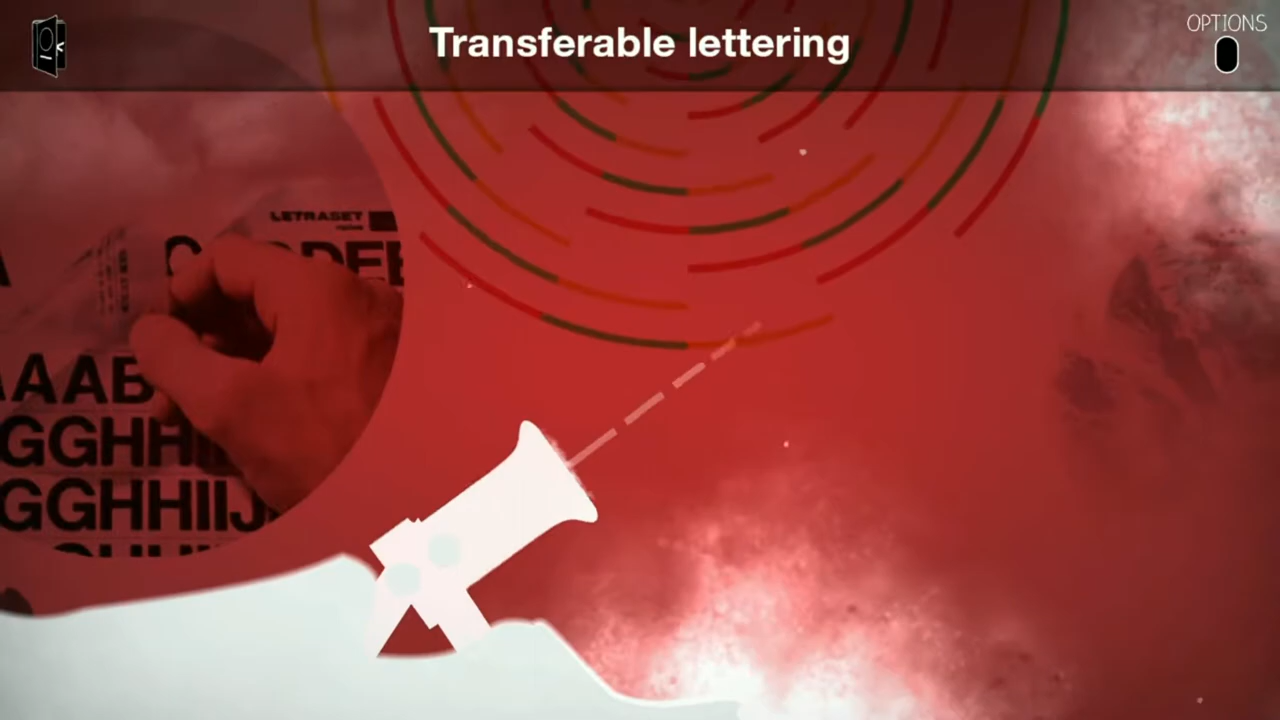 Transferable lettering
OPTIONS
LETRASET
AAAB
GGHHI
GGHHIIJ